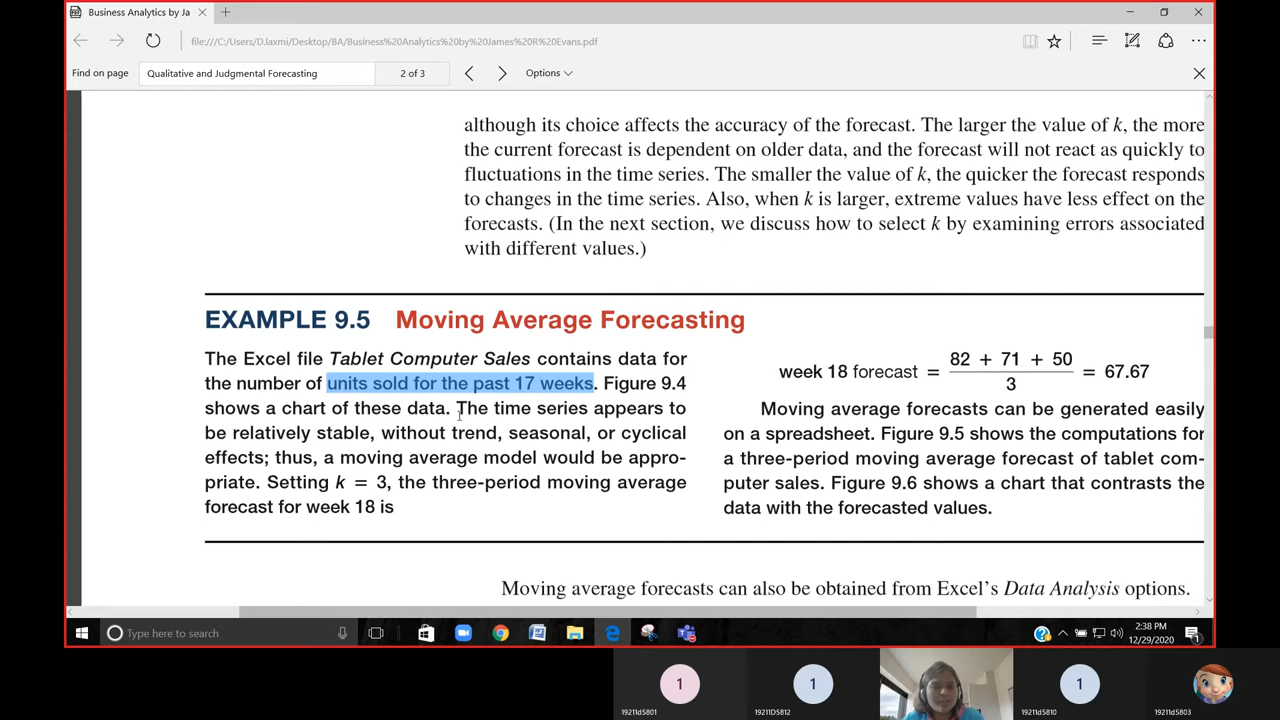 Business Analytics by Ja
file:///C:/Users/D.laxmi/Desktop/BA/Business%20Analytics%20by%20James%20R%20Evans.pdf
Find on page
Qualitative and Judgmental Forecasting
2 of 3
Options
although its choice affects the accuracy of the forecast. The larger the value of k, the more
the current forecast is dependent on older data, and the forecast will not react as quickly to
fluctuations in the time series. The smaller the value of k, the quicker the forecast responds
to changes in the time series. Also, when k is larger, extreme values have less effect on the
forecasts. (In the next section, we discuss how to select k by examining errors associated
with different values.)
EXAMPLE 9.5 Moving Average Forecasting
The Excel file Tablet Computer Sales contains data for
the number of units sold for the past 17 weeks. Figure 9.4
shows a chart of these data. The time series appears to
be relatively stable, without trend, seasonal, or cyclical
effects; thus, a moving average model would be appro-
priate. Setting k = 3, the three-period moving average
forecast for week 18 is
week 18 forecast = 82 + 71 + 50 / 3 = 67.67
Moving average forecasts can be generated easily
on a spreadsheet. Figure 9.5 shows the computations for
a three-period moving average forecast of tablet com-
puter sales. Figure 9.6 shows a chart that contrasts the
data with the forecasted values.
Moving average forecasts can also be obtained from Excel's Data Analysis options.
Type here to search
2:38 PM
12/29/2020
1
1
1
1
19211d5801
19211D5812
19211d5810
19211d5803